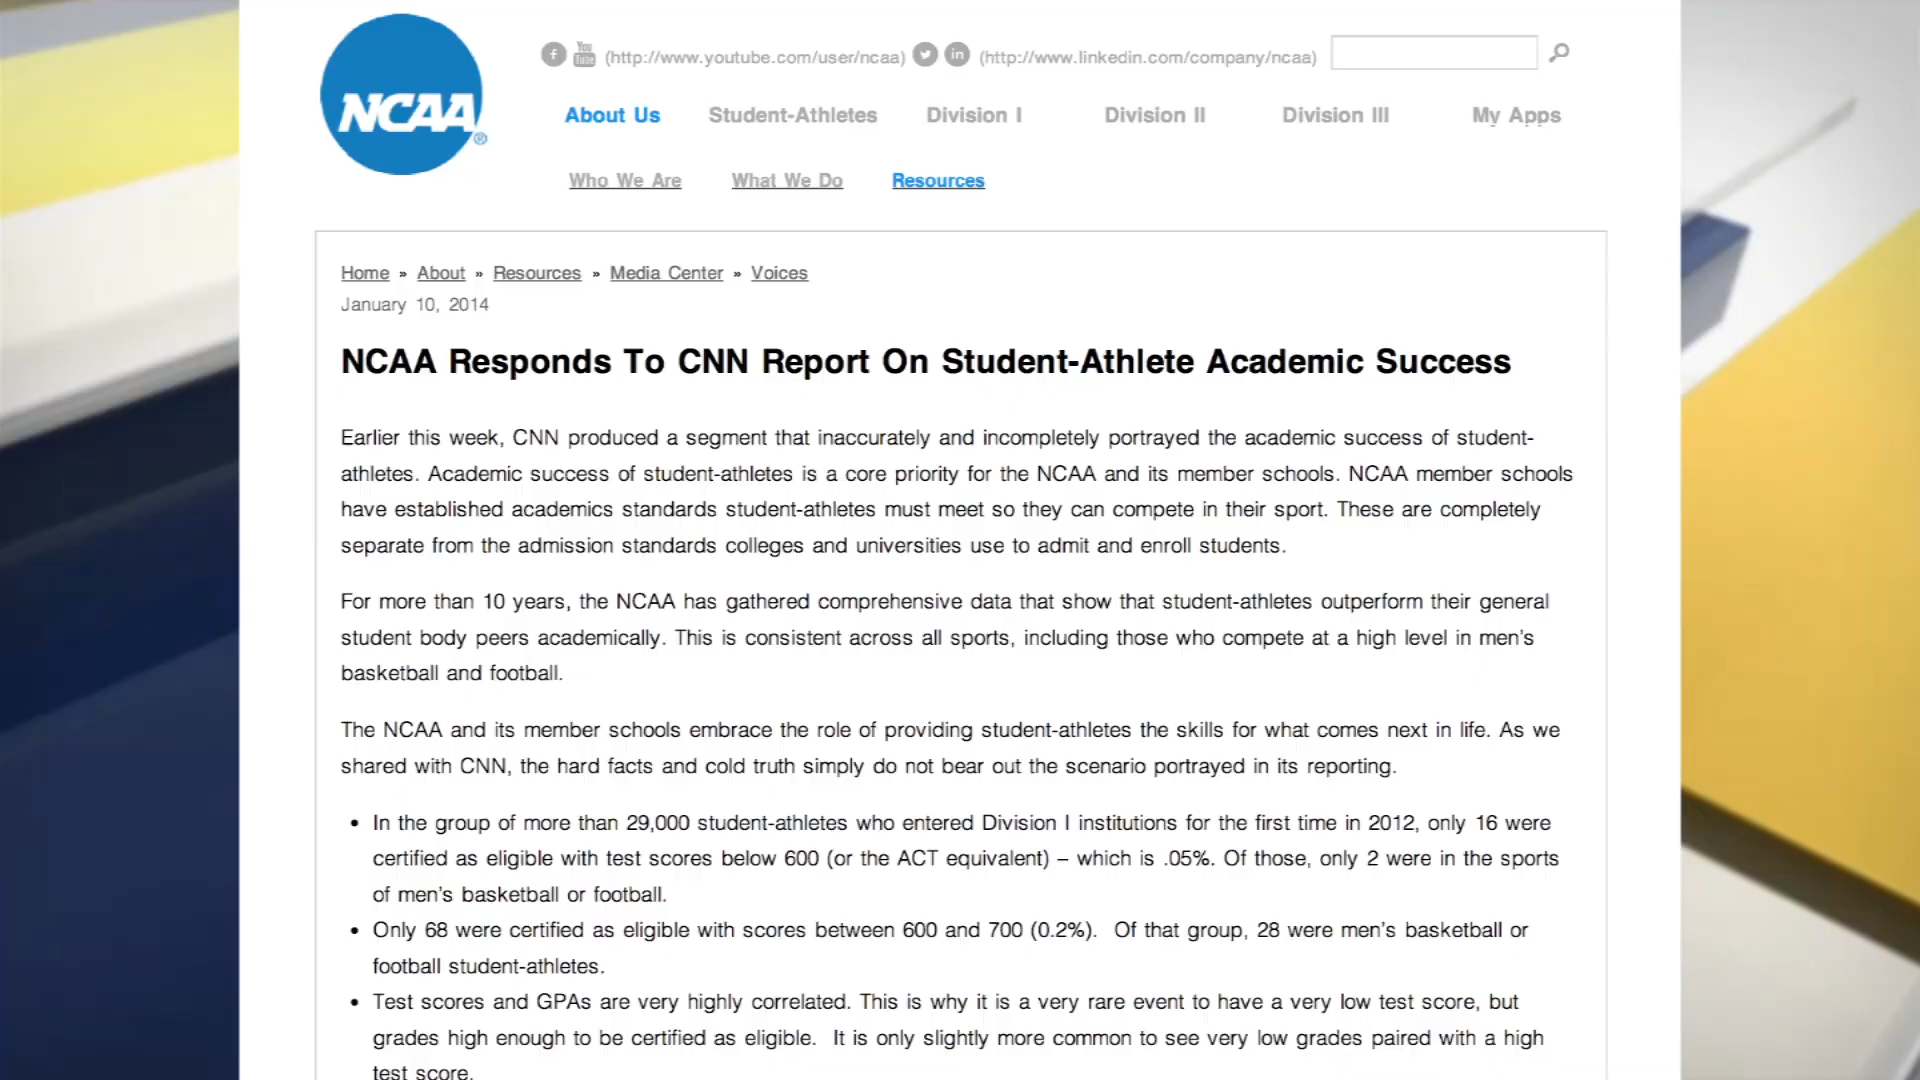 NCAA®
f You Tube (http://www.youtube.com/user/ncaa) in (http://www.linkedin.com/company/ncaa)
About Us Student-Athletes Division I Division II Division III My Apps
Who We Are What We Do Resources
Home » About » Resources » Media Center » Voices
January 10, 2014
NCAA Responds To CNN Report On Student-Athlete Academic Success
Earlier this week, CNN produced a segment that inaccurately and incompletely portrayed the academic success of student-
athletes. Academic success of student-athletes is a core priority for the NCAA and its member schools. NCAA member schools
have established academics standards student-athletes must meet so they can compete in their sport. These are completely
separate from the admission standards colleges and universities use to admit and enroll students.
For more than 10 years, the NCAA has gathered comprehensive data that show that student-athletes outperform their general
student body peers academically. This is consistent across all sports, including those who compete at a high level in men's
basketball and football.
The NCAA and its member schools embrace the role of providing student-athletes the skills for what comes next in life. As we
shared with CNN, the hard facts and cold truth simply do not bear out the scenario portrayed in its reporting.
• In the group of more than 29,000 student-athletes who entered Division I institutions for the first time in 2012, only 16 were
certified as eligible with test scores below 600 (or the ACT equivalent) – which is .05%. Of those, only 2 were in the sports
of men's basketball or football.
• Only 68 were certified as eligible with scores between 600 and 700 (0.2%). Of that group, 28 were men's basketball or
football student-athletes.
• Test scores and GPAs are very highly correlated. This is why it is a very rare event to have a very low test score, but
grades high enough to be certified as eligible. It is only slightly more common to see very low grades paired with a high
test score.